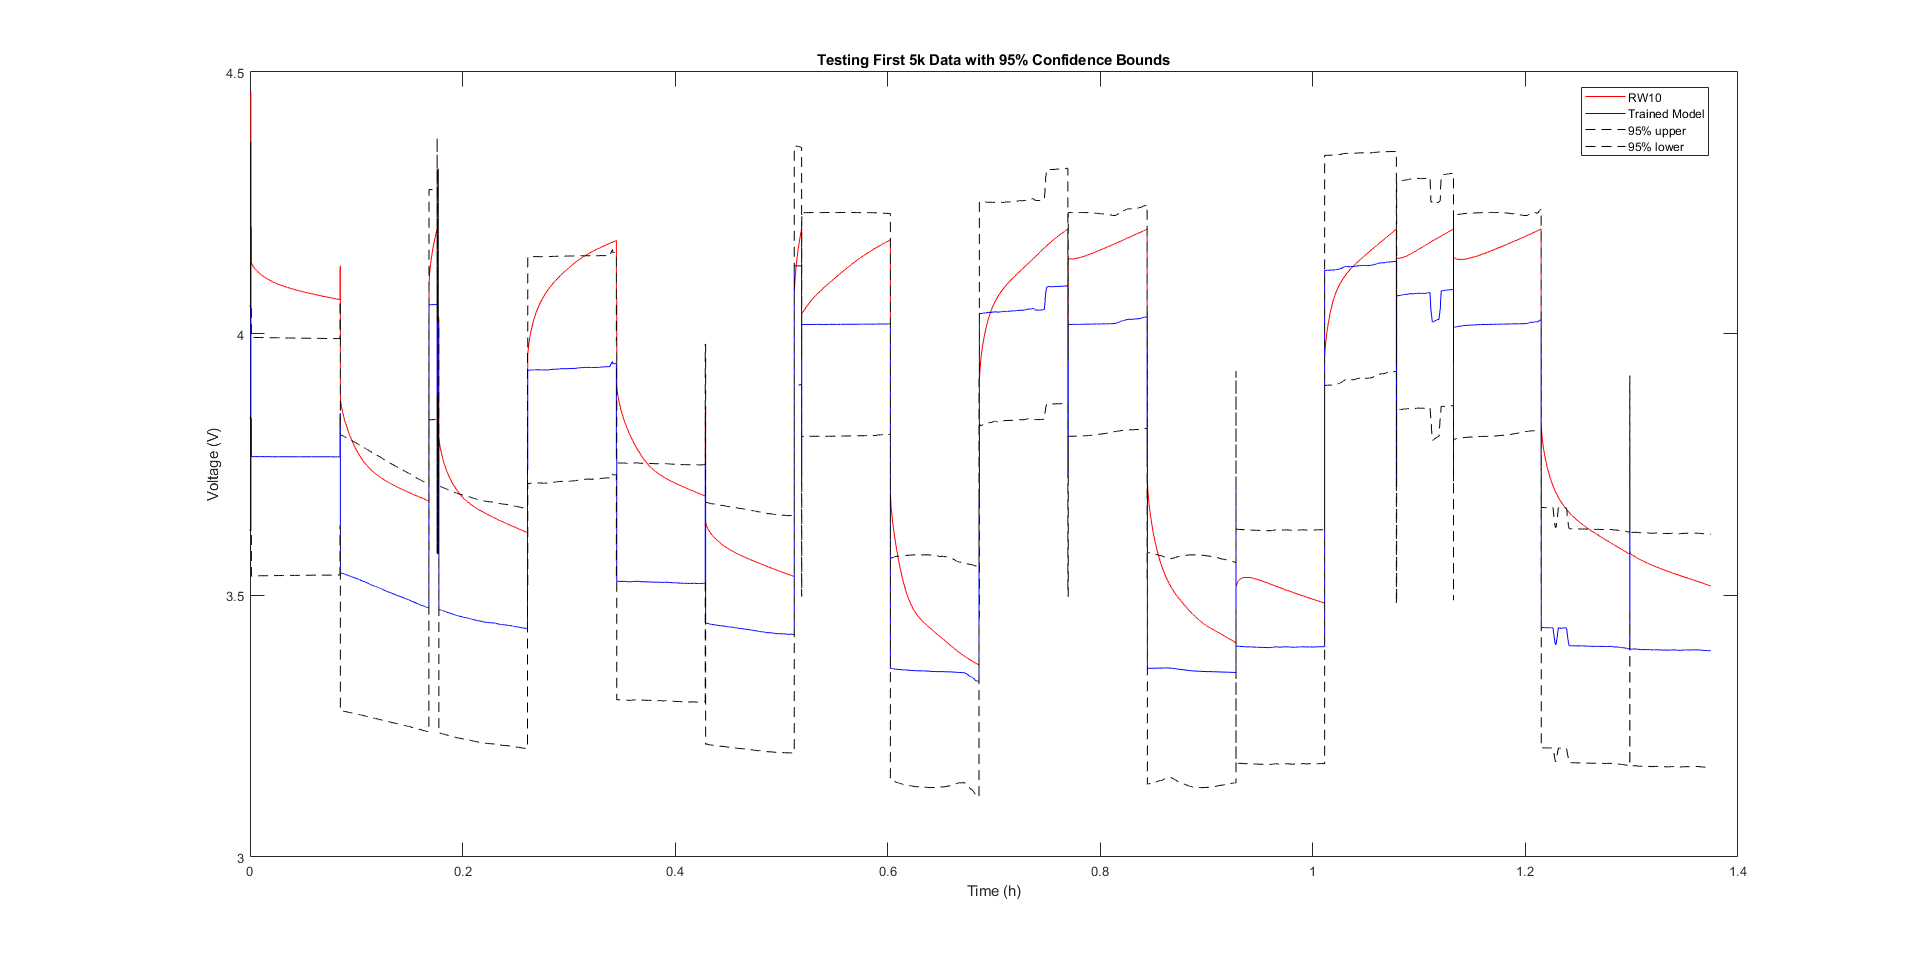 Testing First 5k Data with 95% Confidence Bounds
4.5
4
3.5
3
Voltage (V)
RW10
Trained Model
95% upper
95% lower
0
0.2
0.4
0.6
0.8
1
1.2
1.4
Time (h)